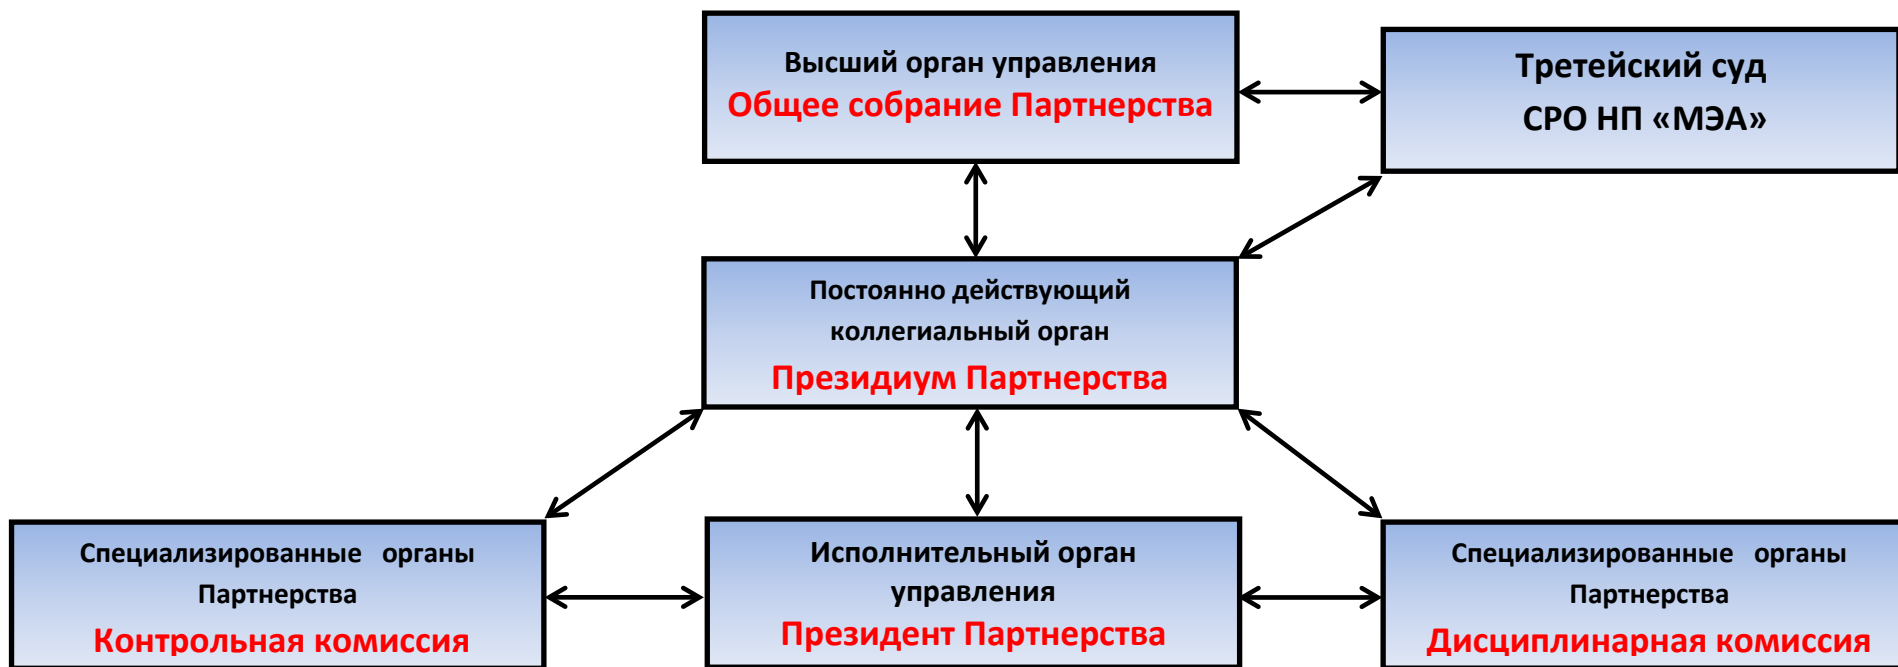 Высший орган управления
Общее собрание Партнерства
Третейский суд
СРО НП «МЭА»
Постоянно действующий
коллегиальный орган
Президиум Партнерства
Специализированные органы
Партнерства
Контрольная комиссия
Исполнительный орган
управления
Президент Партнерства
Специализированные органы
Партнерства
Дисциплинарная комиссия